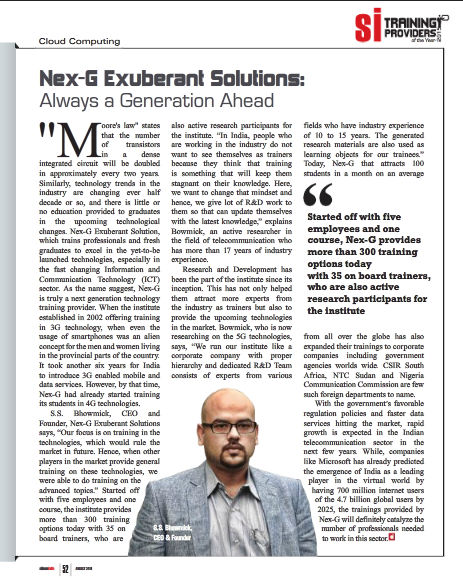 Cloud Computing
si TRAINING
PROVIDERS
of the Year
Nex-G Exuberant Solutions:
Always a Generation Ahead
"Moore's law" states
that the number
of transistors
in a dense
integrated circuit will be doubled
in approximately every two years.
Similarly, technology trends in the
industry are changing ever half
decade or so, and there is little or
no education provided to graduates
in the upcoming technological
changes. Nex-G Exuberant Solution,
which trains professionals and fresh
graduates to excel in the yet-to-be
launched technologies, especially in
the fast changing Information and
Communication Technology (ICT)
sector. As the name suggest, Nex-G
is truly a next generation technology
training provider. When the institute
established in 2002 offering training
in 3G technology, when even the
usage of smartphones was an alien
concept for the men and women living
in the provincial parts of the country.
It took another six years for India
to introduce 3G enabled mobile and
data services. However, by that time,
Nex-G had already started training
its students in 4G technologies.
S.S. Bhowmick, CEO and
Founder, Nex-G Exuberant Solutions
says, "Our focus is on training in the
technologies, which would rule the
market in future. Hence, when other
players in the market provide general
training on these technologies, we
were able to do training on the
advanced topics." Started off
with five employees and one
course, the institute provides
more than 300 training
options today with 35 on
board trainers, who are
also active research participants for
the institute. "In India, people who
are working in the industry do not
want to see themselves as trainers
because they think that training
is something that will keep them
stagnant on their knowledge. Here,
we want to change that mindset and
hence, we give lot of R&D work to
them so that can update themselves
with the latest knowledge," explains
Bowmick, an active researcher in
the field of telecommunication who
has more than 17 years of industry
experience.
Research and Development has
been the part of the institute since its
inception. This has not only helped
them attract more experts from
the industry as trainers but also to
provide the upcoming technologies
in the market. Bowmick, who is now
researching on the 5G technologies,
says, "We run our institute like a
corporate company with proper
hierarchy and dedicated R&D Team
consists of experts from various
S.S. Bhowmick,
CEO & Founder
fields who have industry experience
of 10 to 15 years. The generated
research materials are also used as
learning objects for our trainees."
Today, Nex-G that attracts 100
students in a month on an average
“
Started off with five
employees and one
course, Nex-G provides
more than 300 training
options today
with 35 on board trainers,
who are also active
research participants for
the institute
from all over the globe has also
expanded their trainings to corporate
companies including government
agencies worlds wide. CSIR South
Africa, NTC Sudan and Nigeria
Communication Commission are few
such foreign departments to name.
With the government's favorable
regulation policies and faster data
services hitting the market, rapid
growth is expected in the Indian
telecommunication sector in the
next few years. While, companies
like Microsoft has already predicted
the emergence of India as a leading
player in the virtual world by
having 700 million internet users
of the 4.7 billion global users by
2025, the trainings provided by
Nex-G will definitely catalyze the
number of professionals needed
to work in this sector.
52